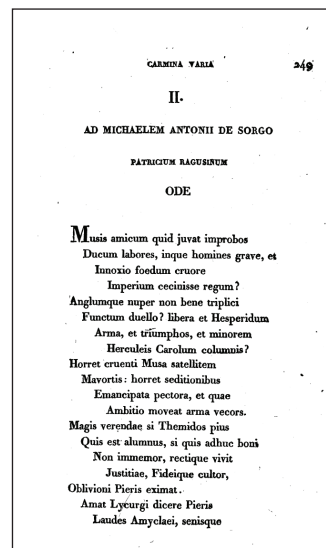 CARMINA VARIA 249
II.
AD MICHAELEM ANTONII DE SORGO
PATRICIUM RAGUSINUM
ODE
Musis amicum quid juvat improbos
Ducum labores, inque homines grave, et
Innoxio foedum cruore
Imperium cecinisse regum?
Anglumque nuper non bene triplici
Functum duello? libera et Hesperidum
Arma, et triumphos, et minorem
Herculeis Carolum columnis?
Horret cruenti Musa satellitem
Mavortis: horret seditionibus
Emancipata pectora, et quae
Ambitio moveat arma vecors.
Magis verendae si Themidos pius
Quis est alumnus, si quis adhuc boni
Non immemor, rectique vivit
Justitiae, Fideique cultor,
Oblivioni Pieris eximat.
Amat Lycurgi dicere Pieris
Laudes Amyclaei, senisque